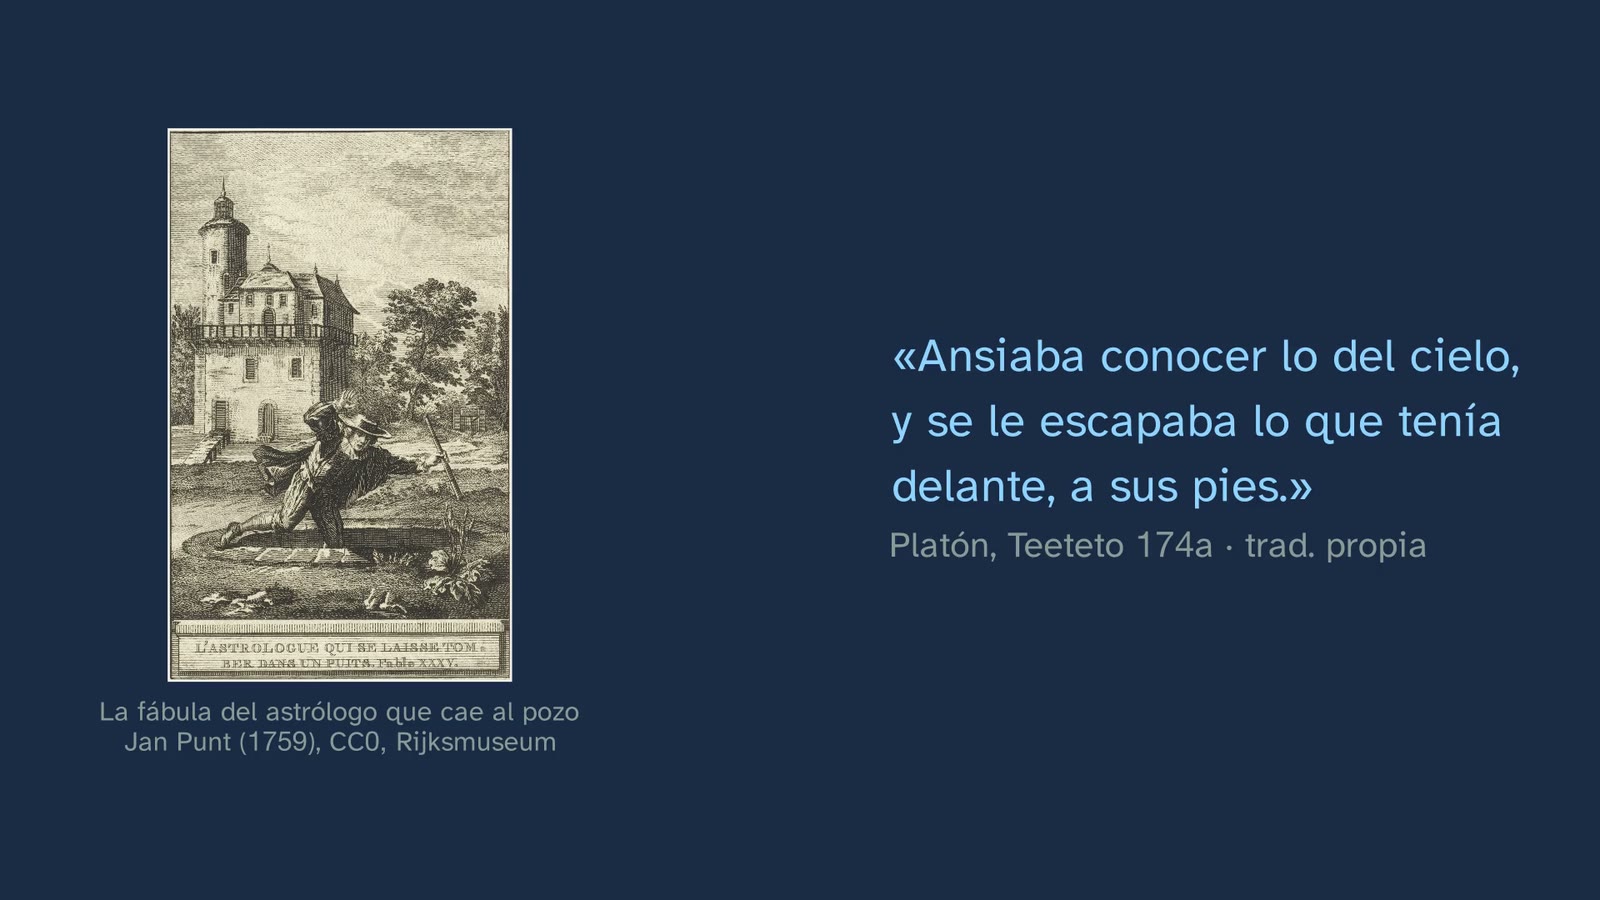 L'ASTROLOGUE QUI SE LAISSE TOM-
BER DANS UN PUITS. Fable XXXV.
La fábula del astrólogo que cae al pozo
Jan Punt (1759), CC0, Rijksmuseum
«Ansiaba conocer lo del cielo,
y se le escapaba lo que tenía
delante, a sus pies.»
Platón, Teeteto 174a · trad. propia